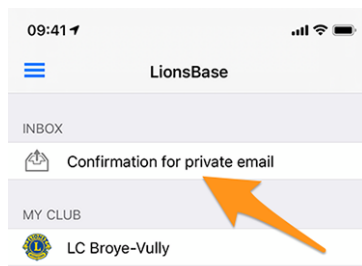 09:41
LionsBase
INBOX
Confirmation for private email
MY CLUB
LC Broye-Vully